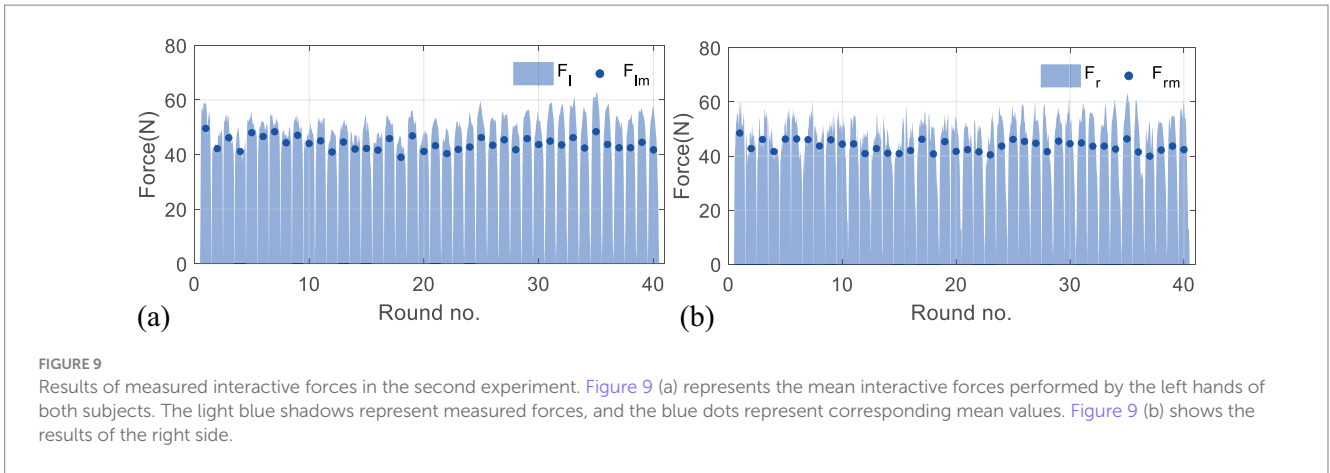 80
60
40
20
0
Force(N)
F_l F_lm
0 10 20 30 40
Round no.
(a)
80
60
40
20
0
Force(N)
F_r F_rm
0 10 20 30 40
Round no.
(b)
FIGURE 9
Results of measured interactive forces in the second experiment. Figure 9 (a) represents the mean interactive forces performed by the left hands of
both subjects. The light blue shadows represent measured forces, and the blue dots represent corresponding mean values. Figure 9 (b) shows the
results of the right side.